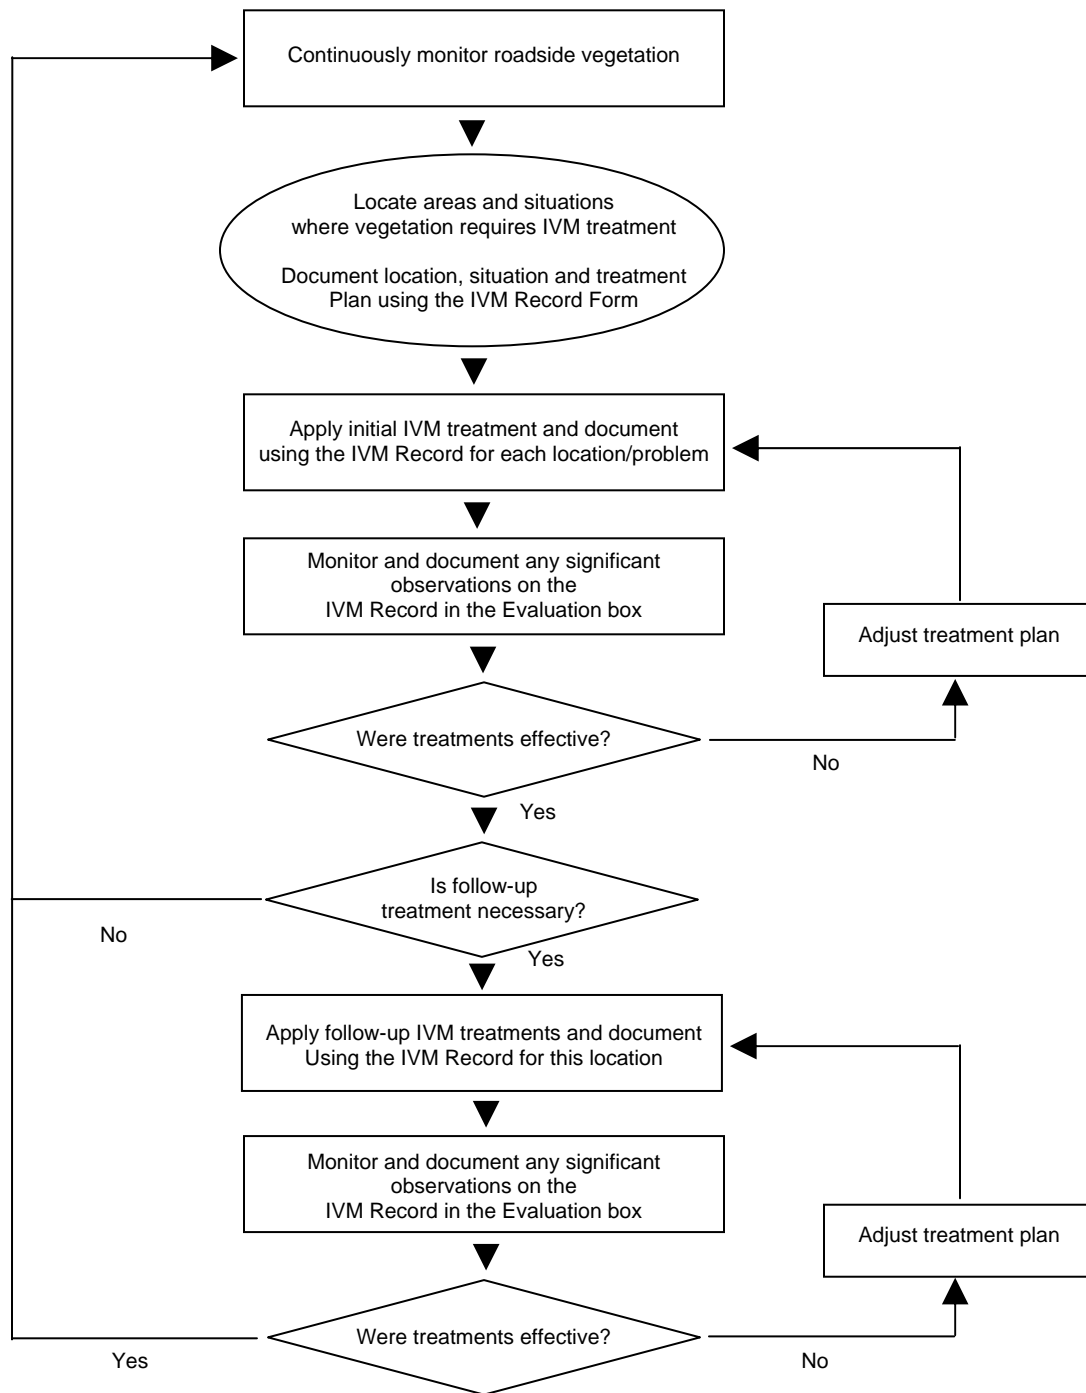 Continuously monitor roadside vegetation
Locate areas and situations
where vegetation requires IVM treatment
Document location, situation and treatment
Plan using the IVM Record Form
Apply initial IVM treatment and document
using the IVM Record for each location/problem
Monitor and document any significant
observations on the
IVM Record in the Evaluation box
Adjust treatment plan
Were treatments effective?
No
Yes
Is follow-up
treatment necessary?
No
Yes
Apply follow-up IVM treatments and document
Using the IVM Record for this location
Monitor and document any significant
observations on the
IVM Record in the Evaluation box
Adjust treatment plan
Were treatments effective?
Yes
No